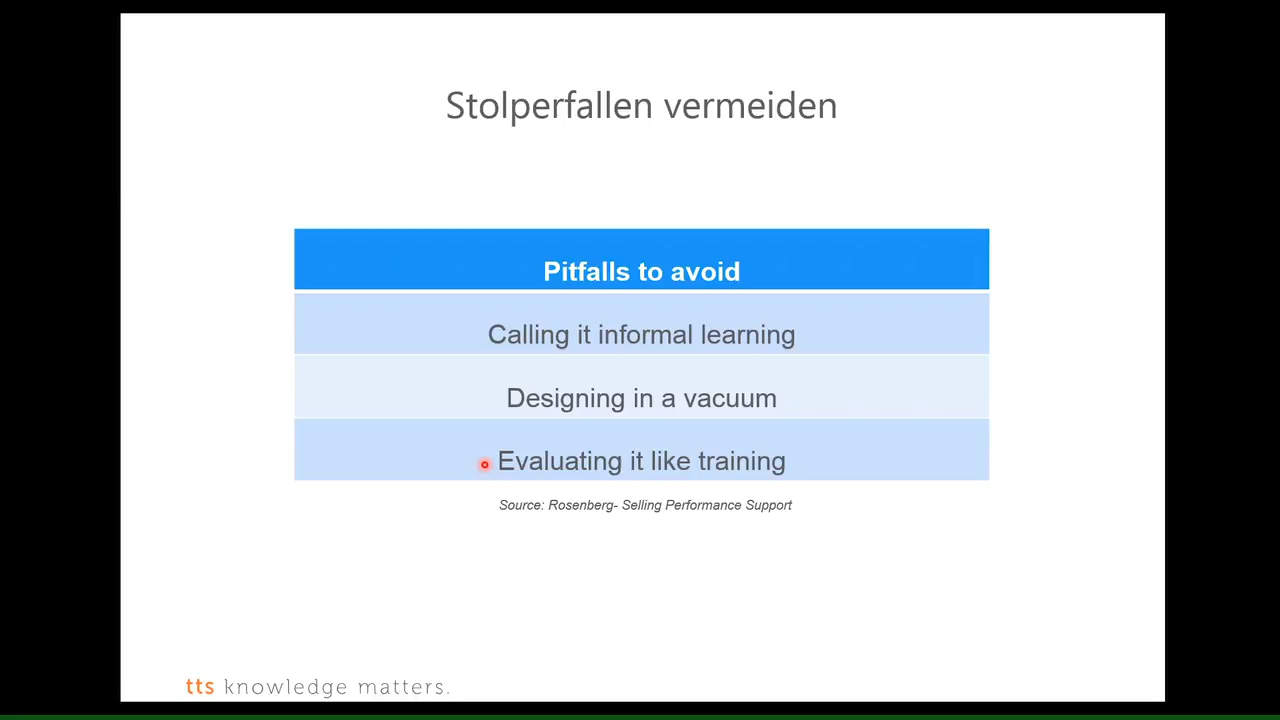 Stolperfallen vermeiden
Pitfalls to avoid
Calling it informal learning
Designing in a vacuum
Evaluating it like training
Source: Rosenberg- Selling Performance Support
tts knowledge matters.